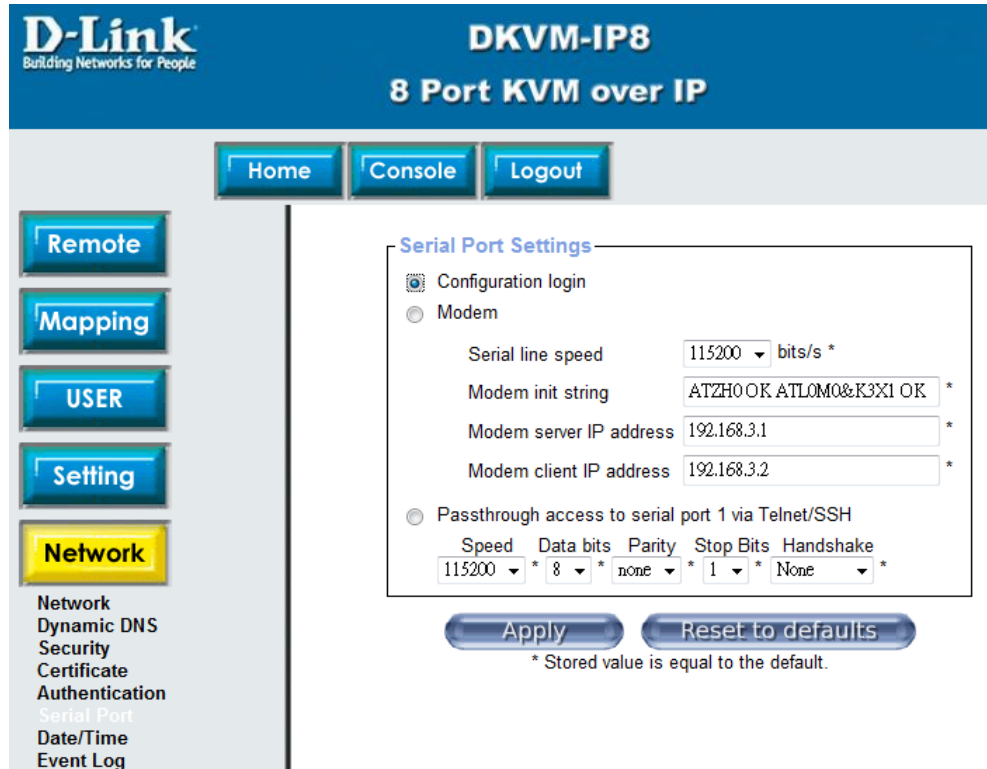 D-Link
Building Networks for People
DKVM-IP8
8 Port KVM over IP
Home Console Logout
Remote
Mapping
USER
Setting
Network
Network
Dynamic DNS
Security
Certificate
Authentication
Serial Port
Date/Time
Event Log
Serial Port Settings
Configuration login
Modem
Serial line speed 115200 bits/s *
Modem init string ATZH0 OK ATL0M0&K3X1 OK *
Modem server IP address 192.168.3.1 *
Modem client IP address 192.168.3.2 *
Passthrough access to serial port 1 via Telnet/SSH
Speed Data bits Parity Stop Bits Handshake
115200 * 8 * none * 1 * None *
Apply Reset to defaults
* Stored value is equal to the default.